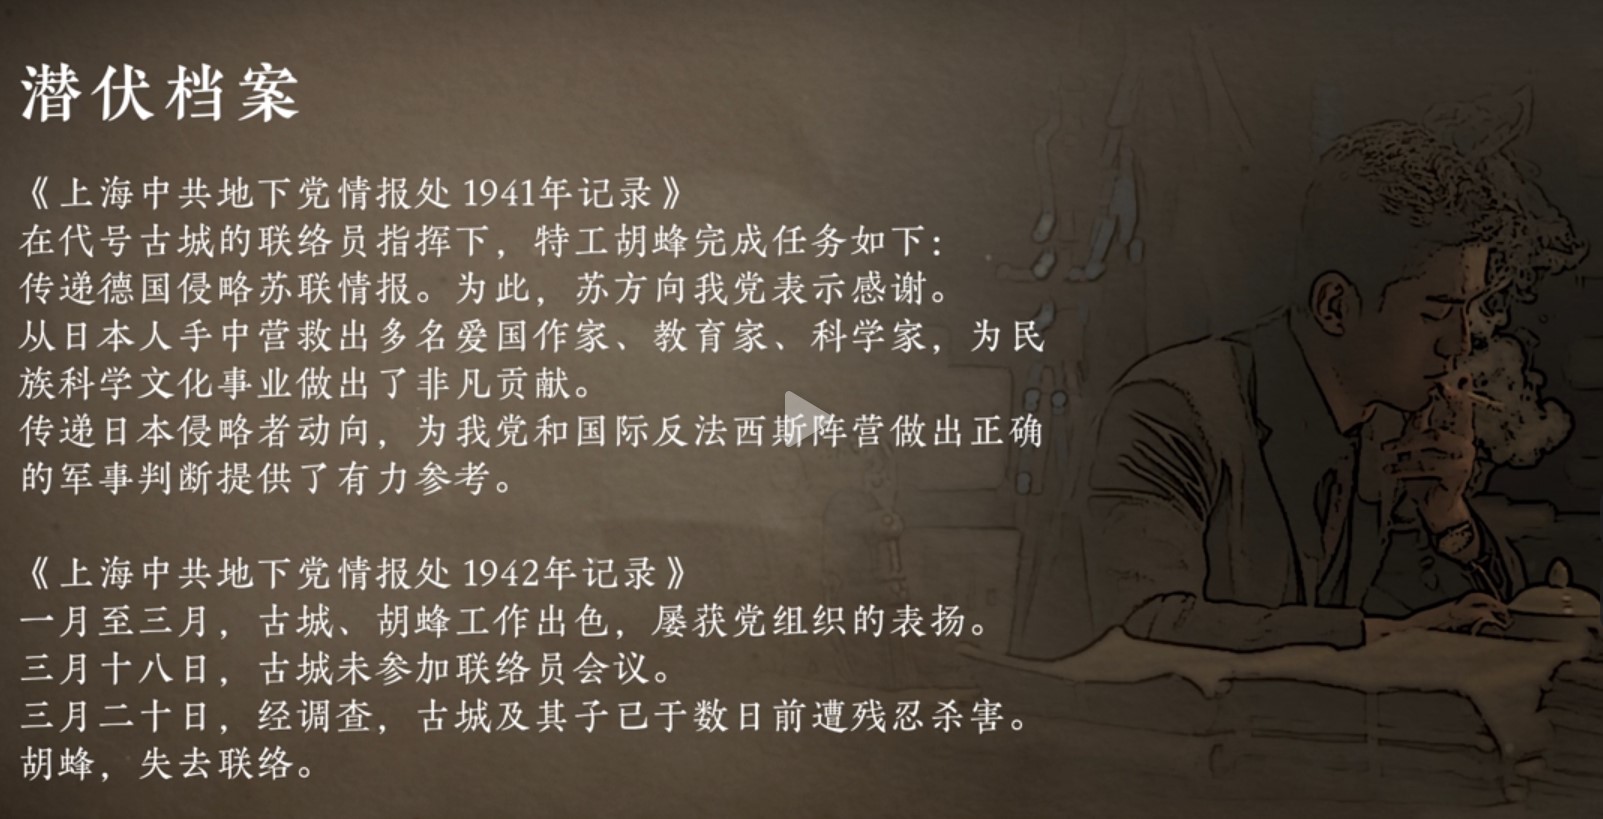 潜伏档案
《上海中共地下党情报处 1941年记录》
在代号古城的联络员指挥下，特工胡蜂完成任务如下：
传递德国侵略苏联情报。为此，苏方向我党表示感谢。
从日本人手中营救出多名爱国作家、教育家、科学家，为民
族科学文化事业做出了非凡贡献。
传递日本侵略者动向，为我党和国际反法西斯阵营做出正确
的军事判断提供了有力参考。
《上海中共地下党情报处 1942年记录》
一月至三月，古城、胡蜂工作出色，屡获党组织的表扬。
三月十八日，古城未参加联络员会议。
三月二十日，经调查，古城及其子已于数日前遭残忍杀害。
胡蜂，失去联络。